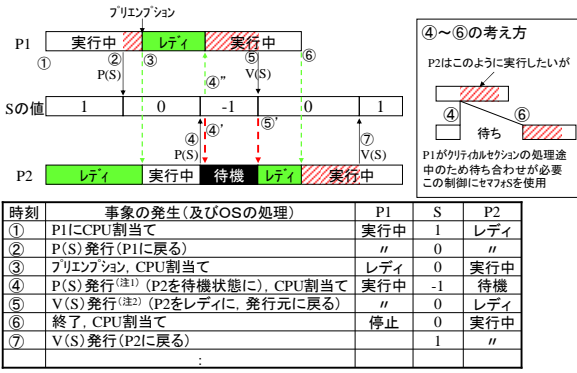 プリエンプション
P1 実行中 レディ 実行中
① ② ③ ⑤ ⑥
P(S) ④” V(S)
Sの値 1 0 -1 0 1
④ ④’ ⑤’ ⑦
P(S) V(S)
P2 レディ 実行中 待機 レディ 実行中
④～⑥の考え方
P2はこのように実行したいが
④ ⑥
待ち
P1がクリティカルセクションの処理途
中のため待ち合わせが必要
この制御にセマフォSを使用
時刻 事象の発生(及びOSの処理) P1 S P2
① P1にCPU割当て 実行中 1 レディ
② P(S)発行(P1に戻る) 〃 0 〃
③ プリエンプション, CPU割当て レディ 0 実行中
④ P(S)発行(注1) (P2を待機状態に), CPU割当て 実行中 -1 待機
⑤ V(S)発行(注2) (P2をレディに, 発行元に戻る) 〃 0 レディ
⑥ 終了, CPU割当て 停止 0 実行中
⑦ V(S)発行(P2に戻る) 1 〃
: